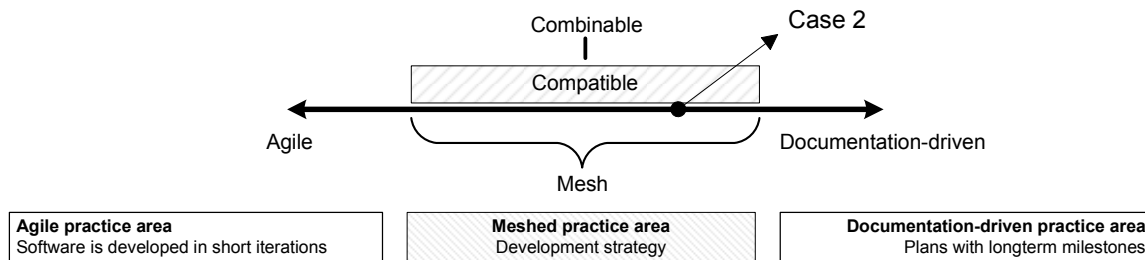 Combinable
Case 2
Compatible
Agile
Documentation-driven
Mesh
Agile practice area
Software is developed in short iterations
Meshed practice area
Development strategy
Documentation-driven practice area
Plans with longterm milestones